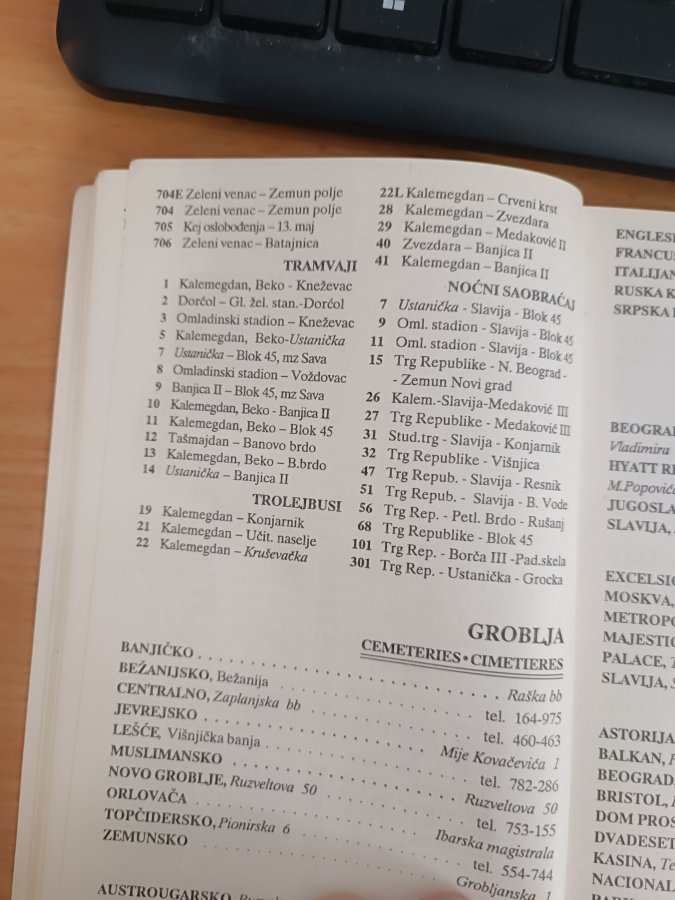 704E Zeleni venac – Zemun polje
704 Zeleni venac – Zemun polje
705 Kej oslobođenja – 13. maj
706 Zeleni venac – Batajnica
TRAMVAJI
1 Kalemegdan, Beko - Kneževac
2 Dorćol – Gl. žel. stan.-Dorćol
3 Omladinski stadion – Kneževac
5 Kalemegdan, Beko-Ustanička
7 Ustanička – Blok 45, mz Sava
8 Omladinski stadion – Voždovac
9 Banjica II – Blok 45, mz Sava
10 Kalemegdan, Beko - Banjica II
11 Kalemegdan, Beko – Blok 45
12 Tašmajdan – Banovo brdo
13 Kalemegdan, Beko – B.brdo
14 Ustanička – Banjica II
TROLEJBUSI
19 Kalemegdan – Konjarnik
21 Kalemegdan – Učit. naselje
22 Kalemegdan – Kruševačka
22L Kalemegdan – Crveni krst
28 Kalemegdan – Zvezdara
29 Kalemegdan – Medaković II
40 Zvezdara – Banjica II
41 Kalemegdan – Banjica II
NOĆNI SAOBRAĆAJ
7 Ustanička - Slavija - Blok 45
9 Oml. stadion - Slavija - Blok 45
11 Oml. stadion - Slavija - Blok 45
15 Trg Republike - N. Beograd -
- Zemun Novi grad
26 Kalem.-Slavija-Medaković III
27 Trg Republike - Medaković III
31 Stud.trg - Slavija - Konjarnik
32 Trg Republike - Višnjica
47 Trg Repub. - Slavija - Resnik
51 Trg Repub. - Slavija - B. Vode
56 Trg Rep. - Petl. Brdo - Rušanj
68 Trg Republike - Blok 45
101 Trg Rep. - Borča III -Pad.skela
301 Trg Rep. - Ustanička - Grocka
GROBLJA
CEMETERIES • CIMETIERES
BANJIČKO . . . . . . . . . . Raška bb
BEŽANIJSKO, Bežanija . . . . . . . . . . tel. 164-975
CENTRALNO, Zaplanjska bb . . . . . . . . . . tel. 460-463
JEVREJSKO . . . . . . . . . . Mije Kovačevića 1
LEŠĆE, Višnjička banja . . . . . . . . . . tel. 782-286
MUSLIMANSKO . . . . . . . . . . Ruzveltova 50
NOVO GROBLJE, Ruzveltova 50 . . . . . . . . . . tel. 753-155
ORLOVAČA . . . . . . . . . . Ibarska magistrala
TOPČIDERSKO, Pionirska 6 . . . . . . . . . . tel. 554-744
ZEMUNSKO . . . . . . . . . . Grobljanska 1
AUSTROUGARSKO
ENGLES
FRANCUS
ITALIJAN
RUSKA K
SRPSKA
BEOGRAD
Vladimira
HYATT RE
M.Popovića
JUGOSLA
SLAVIJA,
EXCELSIO
MOSKVA,
METROPO
MAJESTIC
PALACE,
SLAVIJA,
ASTORIJA
BALKAN,
BEOGRAD
BRISTOL,
DOM PROS
DVADESET
KASINA, Te
NACIONAL